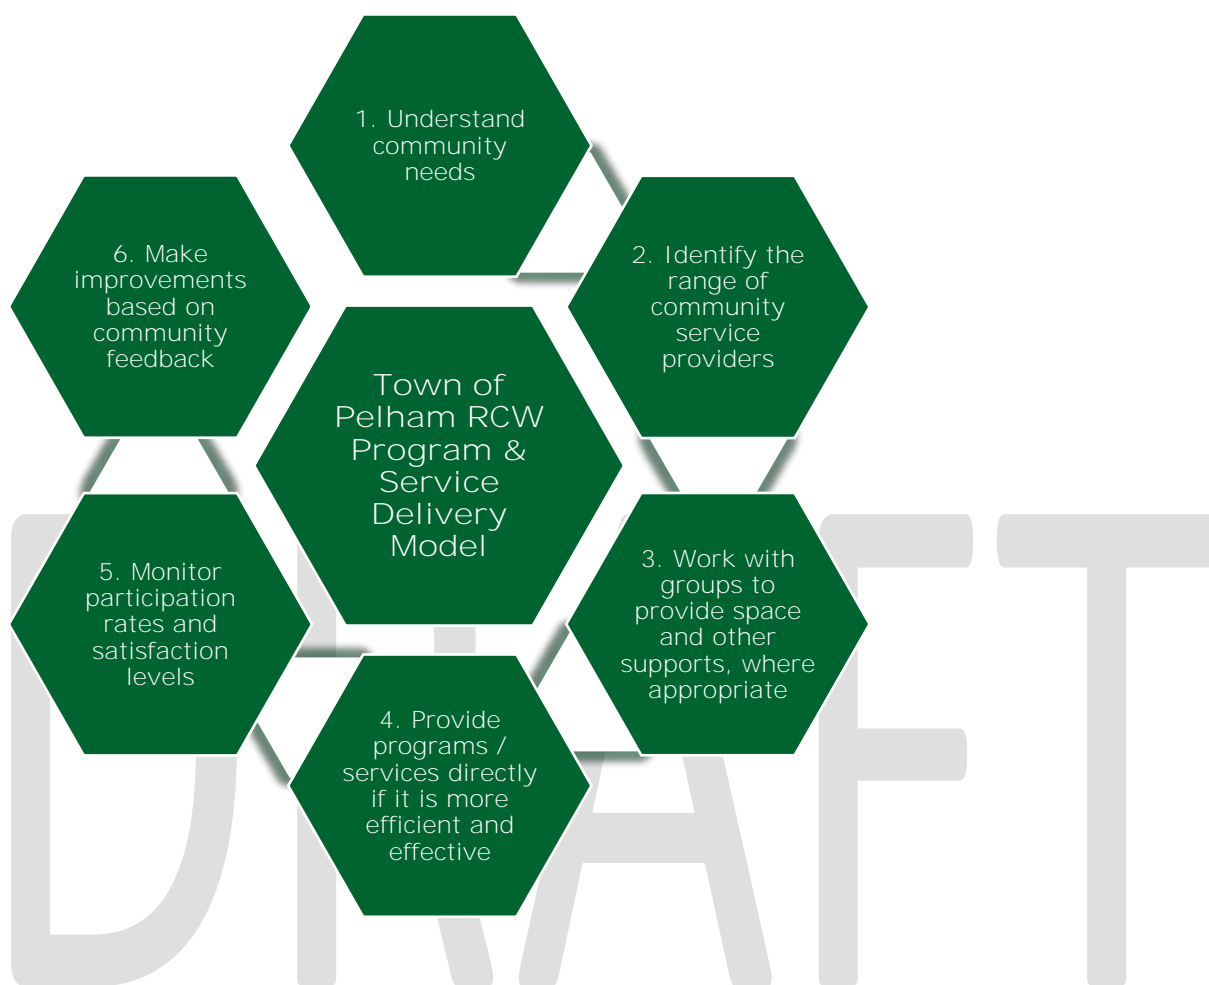 1. Understand
community
needs
2. Identify the
range of
community
service
providers
3. Work with
groups to
provide space
and other
supports, where
appropriate
4. Provide
programs /
services directly
if it is more
efficient and
effective
5. Monitor
participation
rates and
satisfaction
levels
6. Make
improvements
based on
community
feedback
Town of
Pelham RCW
Program &
Service
Delivery
Model
DRAFT